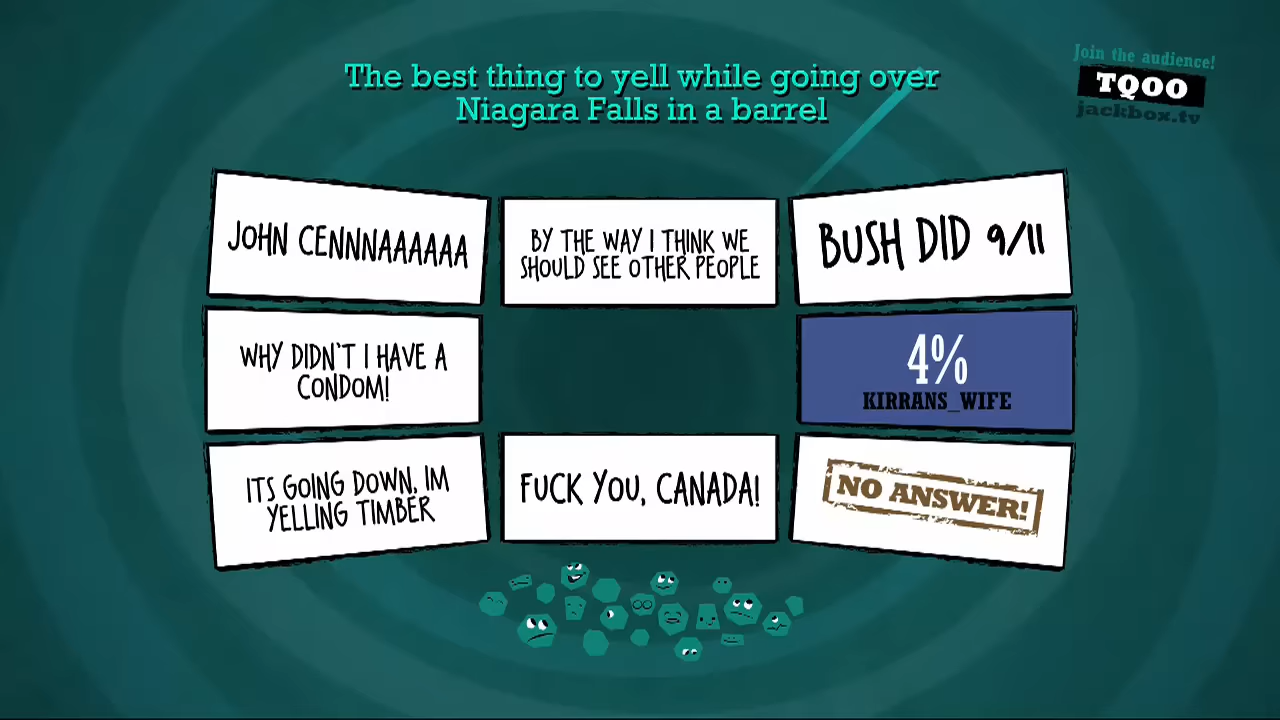 Join the audience!
TQOO
jackbox.tv
The best thing to yell while going over
Niagara Falls in a barrel
JOHN CENNNAAAAAA
BY THE WAY I THINK WE
SHOULD SEE OTHER PEOPLE
BUSH DID 9/11
WHY DIDN'T I HAVE A
CONDOM!
4%
KIRRANS_WIFE
ITS GOING DOWN, IM
YELLING TIMBER
FUCK YOU, CANADA!
NO ANSWER!